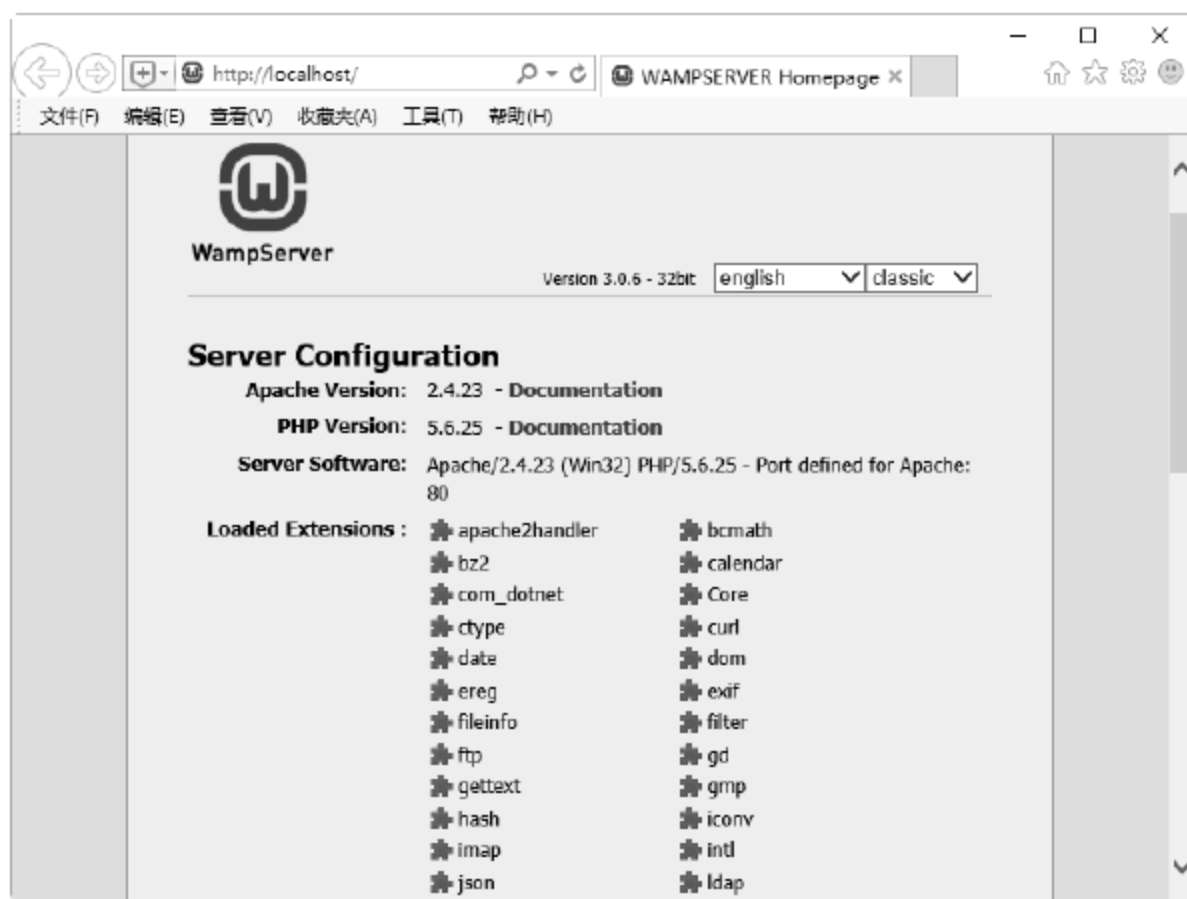 http://localhost/
WAMPSERVER Homepage
文件(F) 编辑(E) 查看(V) 收藏夹(A) 工具(T) 帮助(H)
WampServer
Version 3.0.6 - 32bit english classic
Server Configuration
Apache Version: 2.4.23 - Documentation
PHP Version: 5.6.25 - Documentation
Server Software: Apache/2.4.23 (Win32) PHP/5.6.25 - Port defined for Apache:
80
Loaded Extensions : apache2handler bcmath
bz2 calendar
com_dotnet Core
ctype curl
date dom
ereg exif
fileinfo filter
ftp gd
gettext gmp
hash iconv
imap intl
json ldap